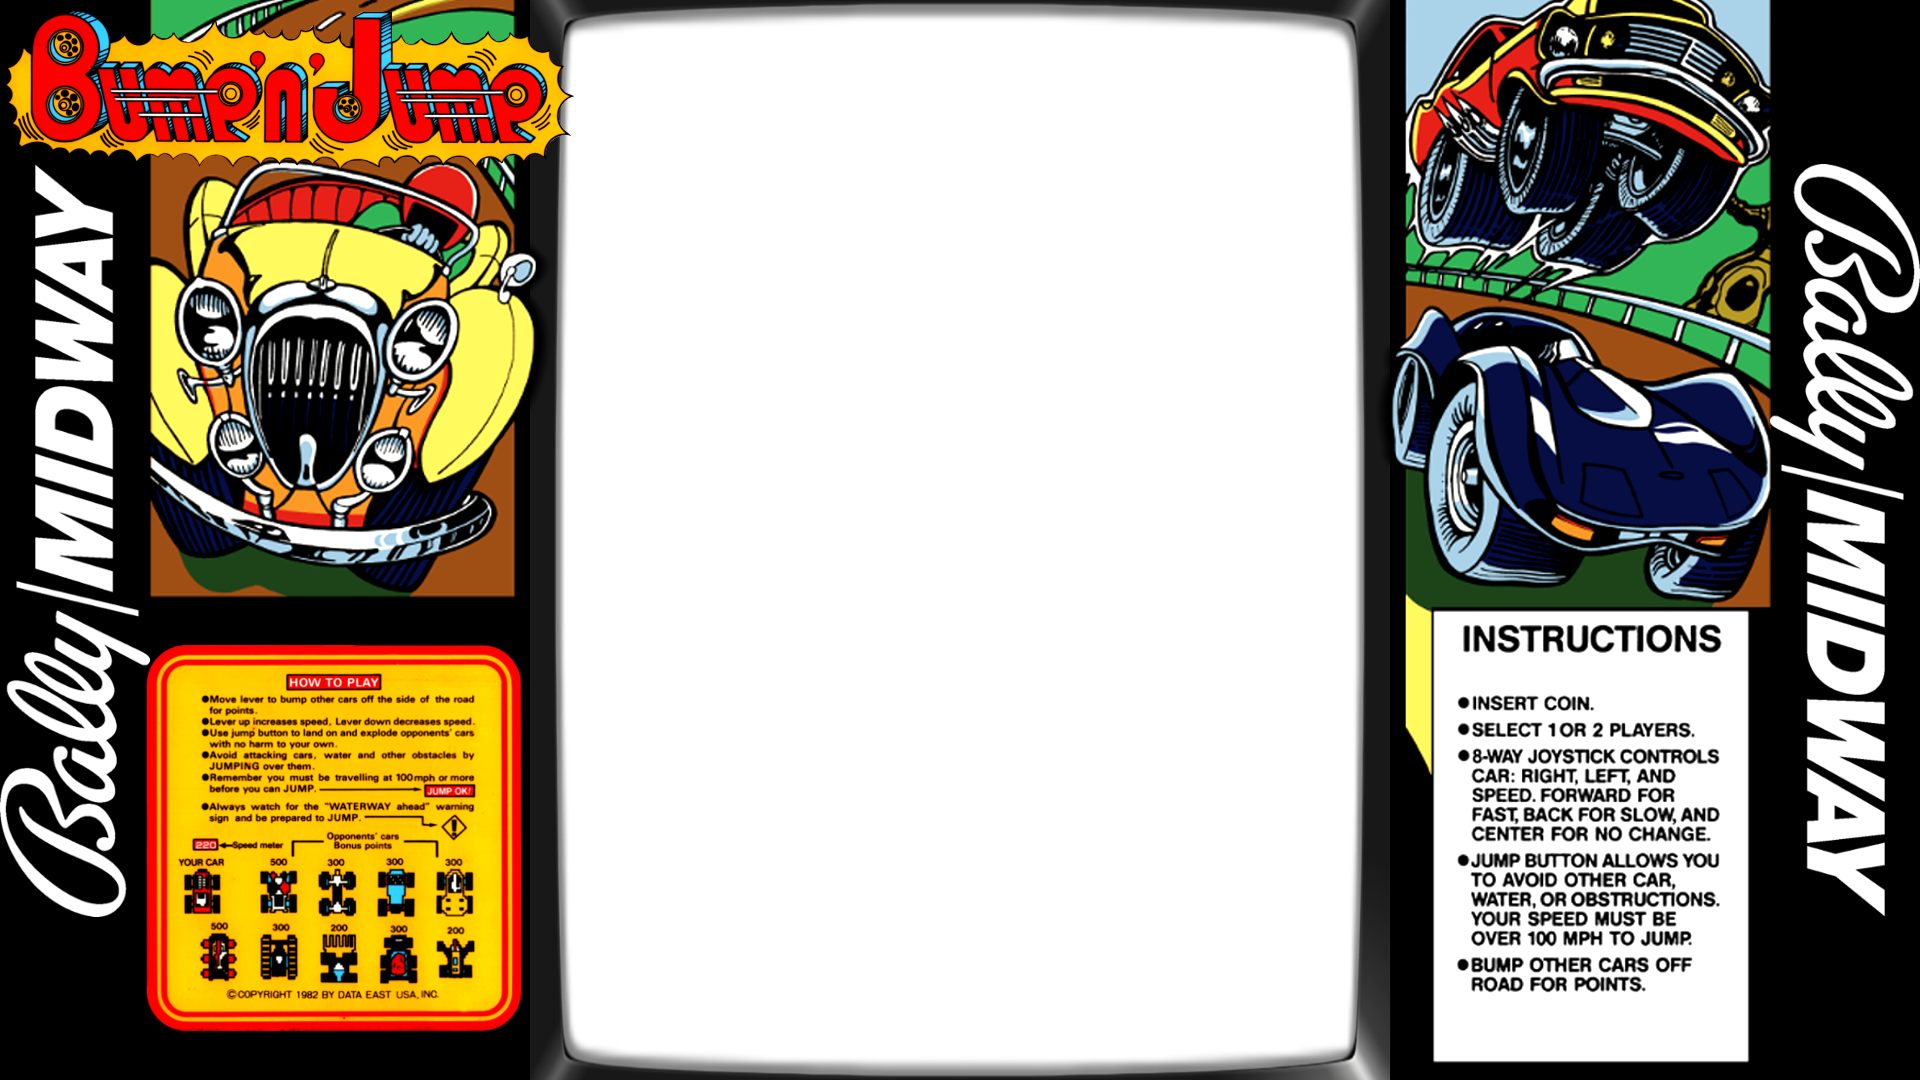 Bump 'n' Jump
Bally/MIDWAY
HOW TO PLAY
●Move lever to bump other cars off the side of the road
for points.
●Lever up increases speed, Lever down decreases speed.
●Use jump button to land on and explode opponents' cars
with no harm to your own.
●Avoid attacking cars, water and other obstacles by
JUMPING over them.
●Remember you must be travelling at 100mph or more
before you can JUMP.
JUMP OK!
●Always watch for the "WATERWAY ahead" warning
sign and be prepared to JUMP.
!
Opponents' cars
220 Speed meter Bonus points
YOUR CAR 500 300 300 300
500 300 200 300 200
©COPYRIGHT 1982 BY DATA EAST USA, INC.
Bally/MIDWAY
INSTRUCTIONS
●INSERT COIN.
●SELECT 1 OR 2 PLAYERS.
●8-WAY JOYSTICK CONTROLS
CAR: RIGHT, LEFT, AND
SPEED. FORWARD FOR
FAST, BACK FOR SLOW, AND
CENTER FOR NO CHANGE.
●JUMP BUTTON ALLOWS YOU
TO AVOID OTHER CAR,
WATER, OR OBSTRUCTIONS.
YOUR SPEED MUST BE
OVER 100 MPH TO JUMP.
●BUMP OTHER CARS OFF
ROAD FOR POINTS.